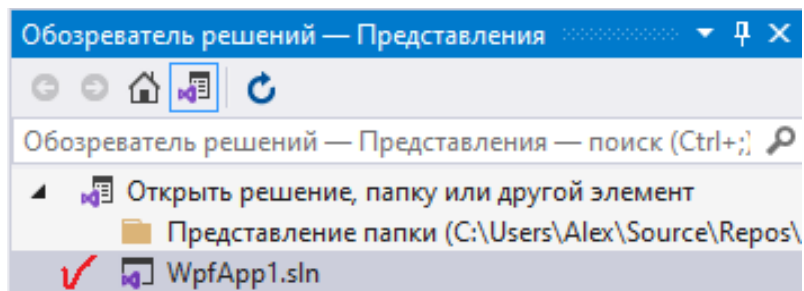 Обозреватель решений — Представления
Обозреватель решений — Представления — поиск (Ctrl+;)
Открыть решение, папку или другой элемент
Представление папки (C:\Users\Alex\Source\Repos\
WpfApp1.sln